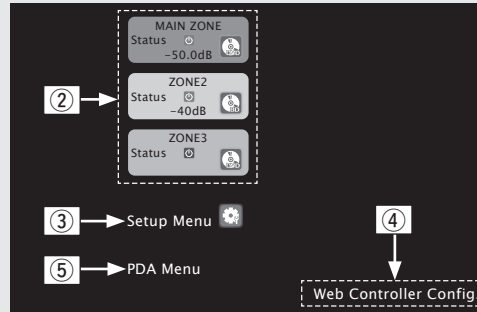 MAIN ZONE
Status
-50.0dB
② ZONE2
Status
-40dB
ZONE3
Status
③ Setup Menu
④
⑤ PDA Menu
Web Controller Config.